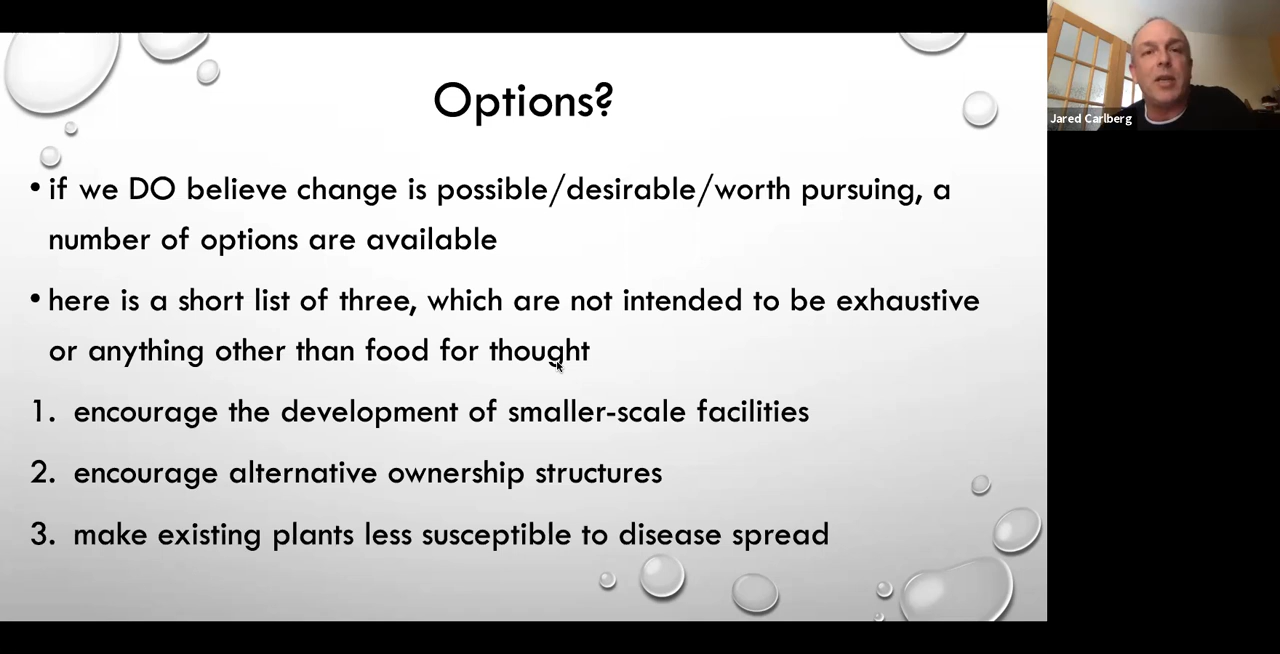 Options?
• if we DO believe change is possible/desirable/worth pursuing, a
number of options are available
• here is a short list of three, which are not intended to be exhaustive
or anything other than food for thought
1. encourage the development of smaller-scale facilities
2. encourage alternative ownership structures
3. make existing plants less susceptible to disease spread
Jared Carlberg